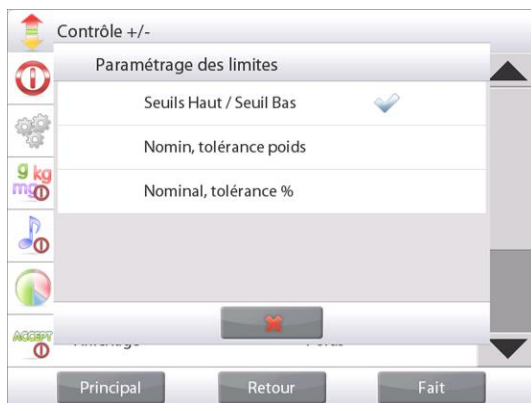 Contrôle +/-
Paramétrage des limites
Seuils Haut / Seuil Bas
Nomin, tolérance poids
Nominal, tolérance %
g kg
mg
ACCEPT
Principal
Retour
Fait